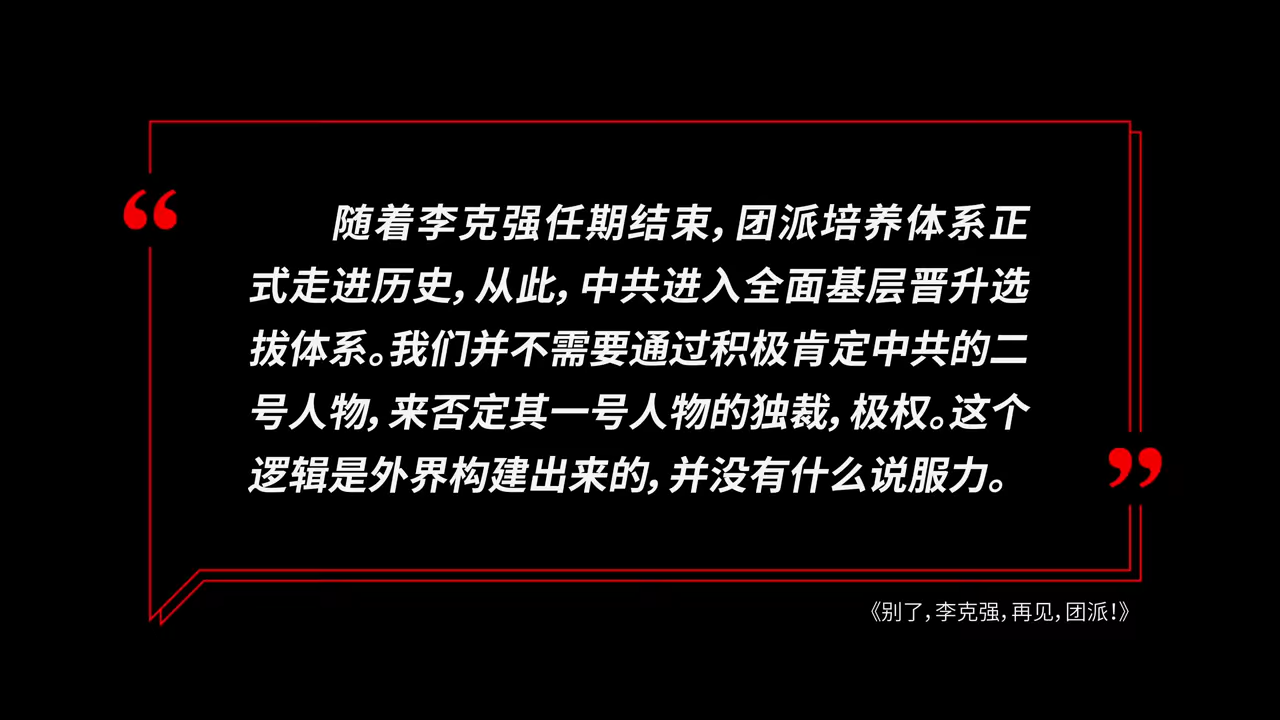 随着李克强任期结束，团派培养体系正
式走进历史，从此，中共进入全面基层晋升选
拔体系。我们并不需要通过积极肯定中共的二
号人物，来否定其一号人物的独裁，极权。这个
逻辑是外界构建出来的，并没有什么说服力。
《别了，李克强，再见，团派！》